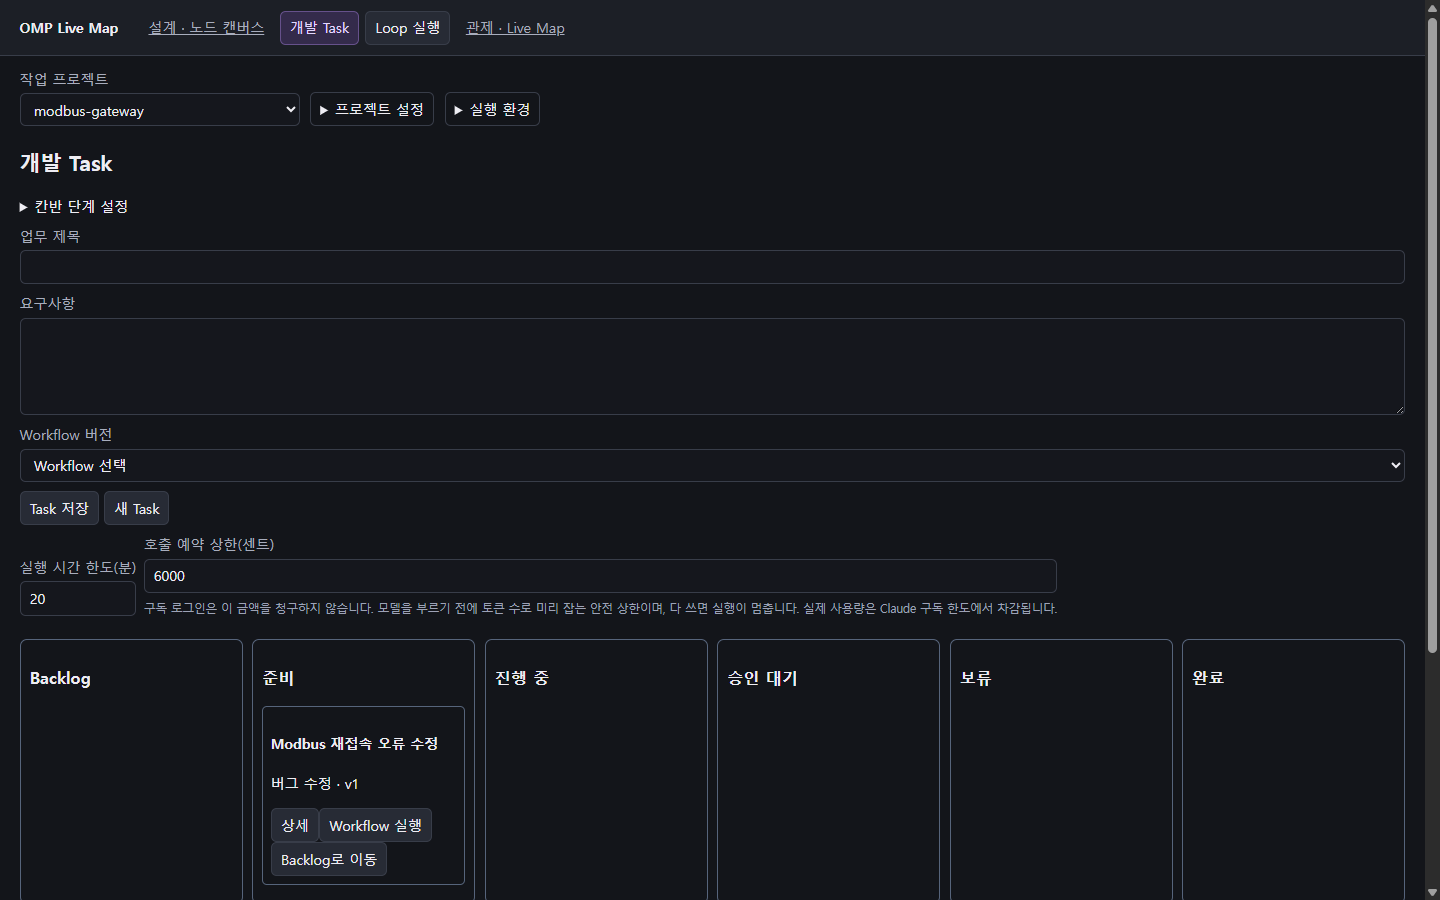 OMP Live Map 설계 · 노드 캔버스 개발 Task Loop 실행 관제 · Live Map
작업 프로젝트
modbus-gateway ▶ 프로젝트 설정 ▶ 실행 환경
개발 Task
▶ 칸반 단계 설정
업무 제목
요구사항
Workflow 버전
Workflow 선택
Task 저장 새 Task
실행 시간 한도(분)
20
호출 예약 상한(센트)
6000
구독 로그인은 이 금액을 청구하지 않습니다. 모델을 부르기 전에 토큰 수로 미리 잡는 안전 상한이며, 다 쓰면 실행이 멈춥니다. 실제 사용량은 Claude 구독 한도에서 차감됩니다.
Backlog
준비
Modbus 재접속 오류 수정
버그 수정 · v1
상세 Workflow 실행
Backlog로 이동
진행 중
승인 대기
보류
완료